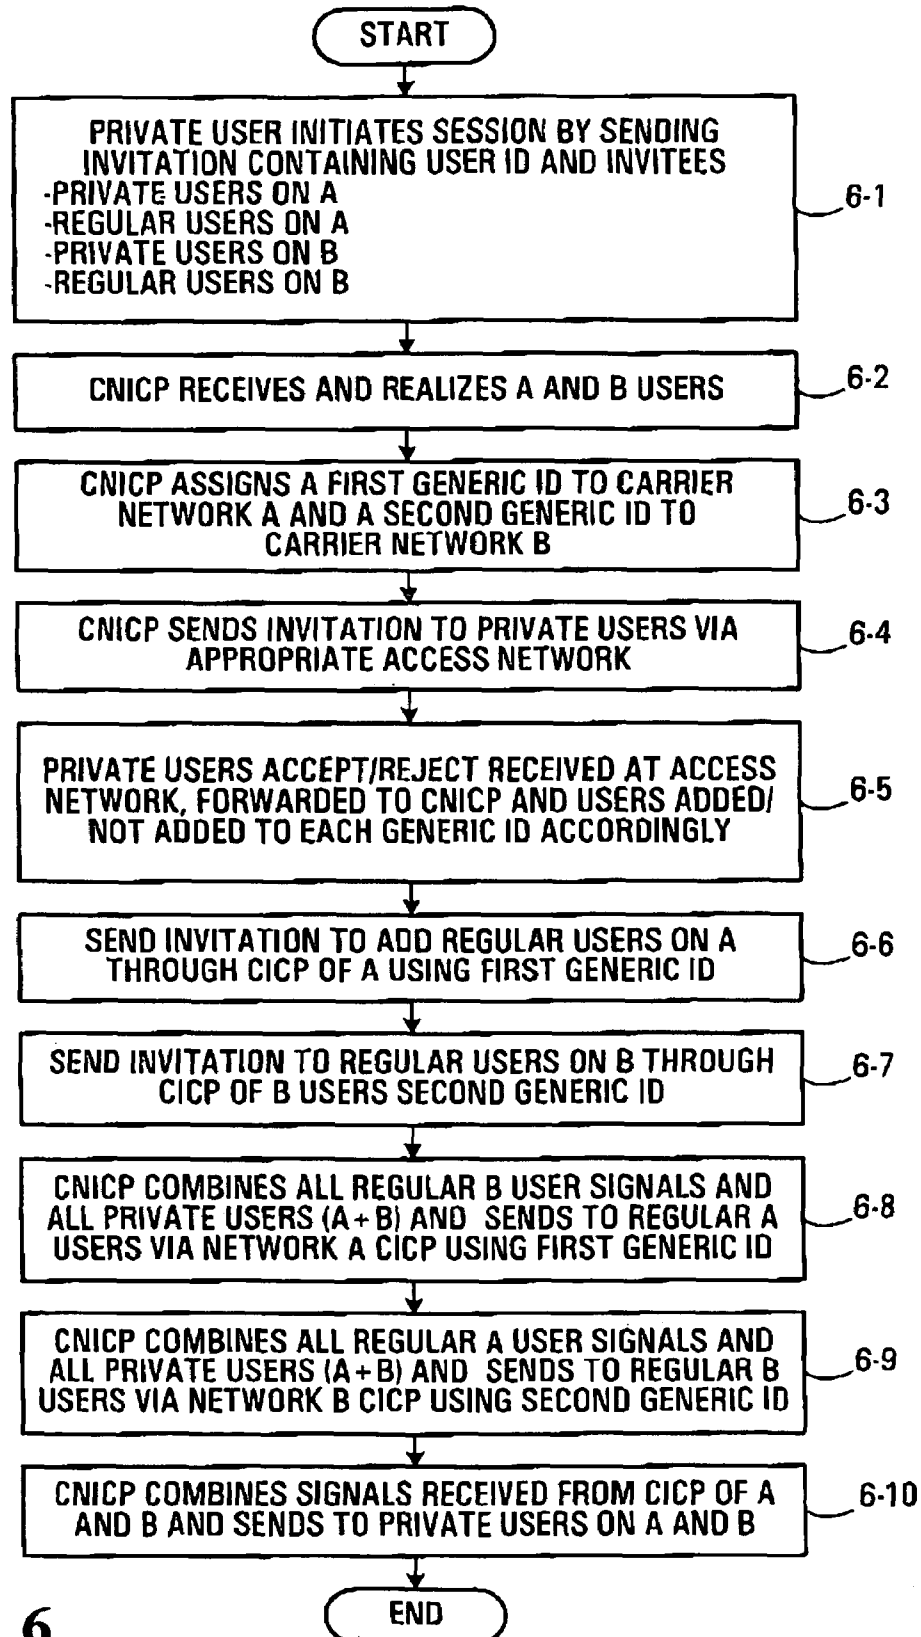 START
PRIVATE USER INITIATES SESSION BY SENDING
INVITATION CONTAINING USER ID AND INVITEES
-PRIVATE USERS ON A
-REGULAR USERS ON A
-PRIVATE USERS ON B
-REGULAR USERS ON B
6-1
CNICP RECEIVES AND REALIZES A AND B USERS
6-2
CNICP ASSIGNS A FIRST GENERIC ID TO CARRIER
NETWORK A AND A SECOND GENERIC ID TO
CARRIER NETWORK B
6-3
CNICP SENDS INVITATION TO PRIVATE USERS VIA
APPROPRIATE ACCESS NETWORK
6-4
PRIVATE USERS ACCEPT/REJECT RECEIVED AT ACCESS
NETWORK, FORWARDED TO CNICP AND USERS ADDED/
NOT ADDED TO EACH GENERIC ID ACCORDINGLY
6-5
SEND INVITATION TO ADD REGULAR USERS ON A
THROUGH CICP OF A USING FIRST GENERIC ID
6-6
SEND INVITATION TO REGULAR USERS ON B THROUGH
CICP OF B USERS SECOND GENERIC ID
6-7
CNICP COMBINES ALL REGULAR B USER SIGNALS AND
ALL PRIVATE USERS (A+B) AND SENDS TO REGULAR A
USERS VIA NETWORK A CICP USING FIRST GENERIC ID
6-8
CNICP COMBINES ALL REGULAR A USER SIGNALS AND
ALL PRIVATE USERS (A+B) AND SENDS TO REGULAR B
USERS VIA NETWORK B CICP USING SECOND GENERIC ID
6-9
CNICP COMBINES SIGNALS RECEIVED FROM CICP OF A
AND B AND SENDS TO PRIVATE USERS ON A AND B
6-10
END
6